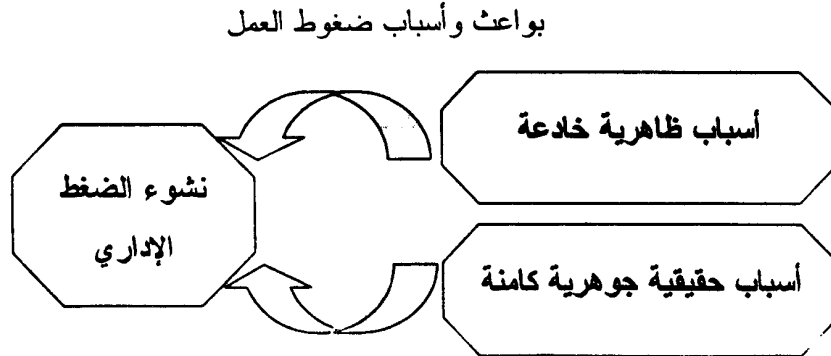 بواعث وأسباب ضغوط العمل
أسباب ظاهرية خادعة
نشوء الضغط
الإداري
أسباب حقيقية جوهرية كامنة